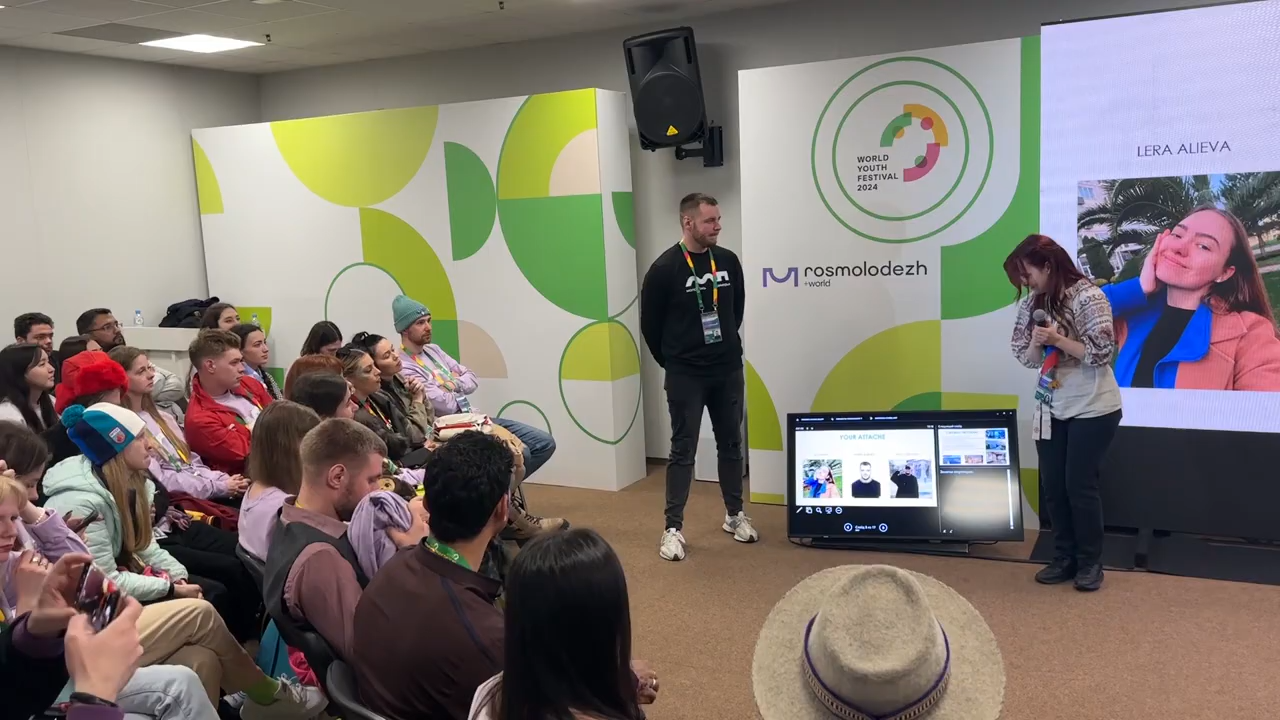 WORLD
YOUTH
FESTIVAL
2024
rosmolodezh
+world
LERA ALIEVA
YOUR ATTACHE